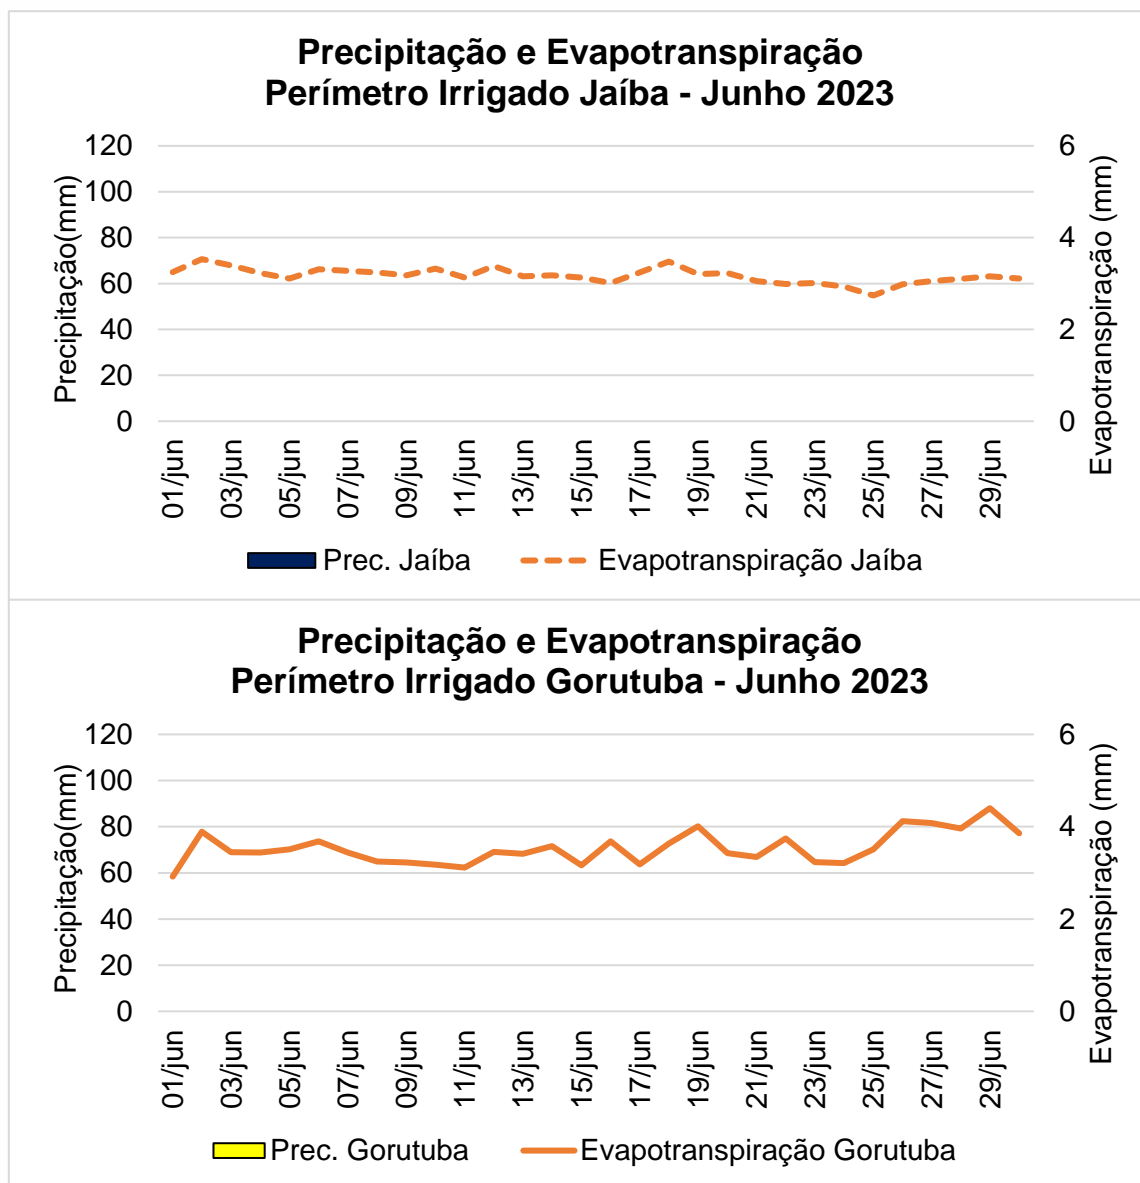 Precipitação e Evapotranspiração
Perímetro Irrigado Jaíba - Junho 2023
Precipitação(mm)
120
100
80
60
40
20
0
6
4
2
0
Evapotranspiração (mm)
01/jun
03/jun
05/jun
07/jun
09/jun
11/jun
13/jun
15/jun
17/jun
19/jun
21/jun
23/jun
25/jun
27/jun
29/jun
Prec. Jaíba
Evapotranspiração Jaíba
Precipitação e Evapotranspiração
Perímetro Irrigado Gorutuba - Junho 2023
Precipitação(mm)
120
100
80
60
40
20
0
6
4
2
0
Evapotranspiração (mm)
01/jun
03/jun
05/jun
07/jun
09/jun
11/jun
13/jun
15/jun
17/jun
19/jun
21/jun
23/jun
25/jun
27/jun
29/jun
Prec. Gorutuba
Evapotranspiração Gorutuba